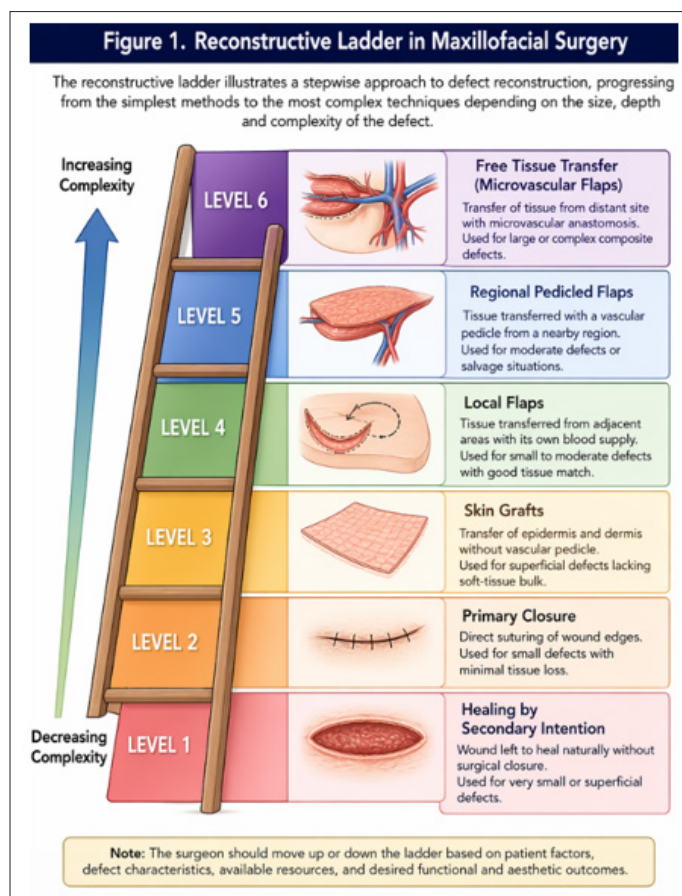 Figure 1. Reconstructive Ladder in Maxillofacial Surgery
The reconstructive ladder illustrates a stepwise approach to defect reconstruction, progressing
from the simplest methods to the most complex techniques depending on the size, depth
and complexity of the defect.
Increasing
Complexity
LEVEL 6
Free Tissue Transfer
(Microvascular Flaps)
Transfer of tissue from distant site
with microvascular anastomosis.
Used for large or complex composite
defects.
LEVEL 5
Regional Pedicled Flaps
Tissue transferred with a vascular
pedicle from a nearby region.
Used for moderate defects or
salvage situations.
LEVEL 4
Local Flaps
Tissue transferred from adjacent
areas with its own blood supply.
Used for small to moderate defects
with good tissue match.
LEVEL 3
Skin Grafts
Transfer of epidermis and dermis
without vascular pedicle.
Used for superficial defects lacking
soft-tissue bulk.
LEVEL 2
Primary Closure
Direct suturing of wound edges.
Used for small defects with
minimal tissue loss.
Decreasing
Complexity
LEVEL 1
Healing by
Secondary Intention
Wound left to heal naturally without
surgical closure.
Used for very small or superficial
defects.
Note: The surgeon should move up or down the ladder based on patient factors,
defect characteristics, available resources, and desired functional and aesthetic outcomes.